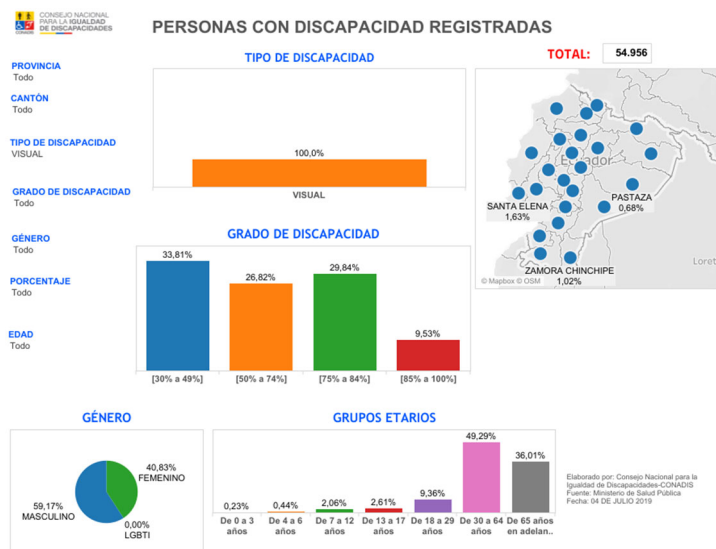 CONADIS
CONSEJO NACIONAL
PARA LA IGUALDAD
DE DISCAPACIDADES
PERSONAS CON DISCAPACIDAD REGISTRADAS
PROVINCIA
Todo
CANTÓN
Todo
TIPO DE DISCAPACIDAD
VISUAL
GRADO DE DISCAPACIDAD
Todo
GÉNERO
Todo
PORCENTAJE
Todo
EDAD
Todo
TIPO DE DISCAPACIDAD
100,0%
VISUAL
TOTAL: 54.956
Ecuador
SANTA ELENA
1,63%
PASTAZA
0,68%
ZAMORA CHINCHIPE
1,02%
Loret
© Mapbox © OSM
GRADO DE DISCAPACIDAD
33,81%
26,82%
29,84%
9,53%
[30% a 49%] [50% a 74%] [75% a 84%] [85% a 100%]
GÉNERO
40,83%
FEMENINO
59,17%
MASCULINO
0,00%
LGBTI
GRUPOS ETARIOS
0,23% 0,44% 2,06% 2,61% 9,36% 49,29% 36,01%
De 0 a 3 De 4 a 6 De 7 a 12 De 13 a 17 De 18 a 29 De 30 a 64 De 65 años
años años años años años años en adelan..
Elaborado por: Consejo Nacional para la
Igualdad de Discapacidades-CONADIS
Fuente: Ministerio de Salud Pública
Fecha: 04 DE JULIO 2019